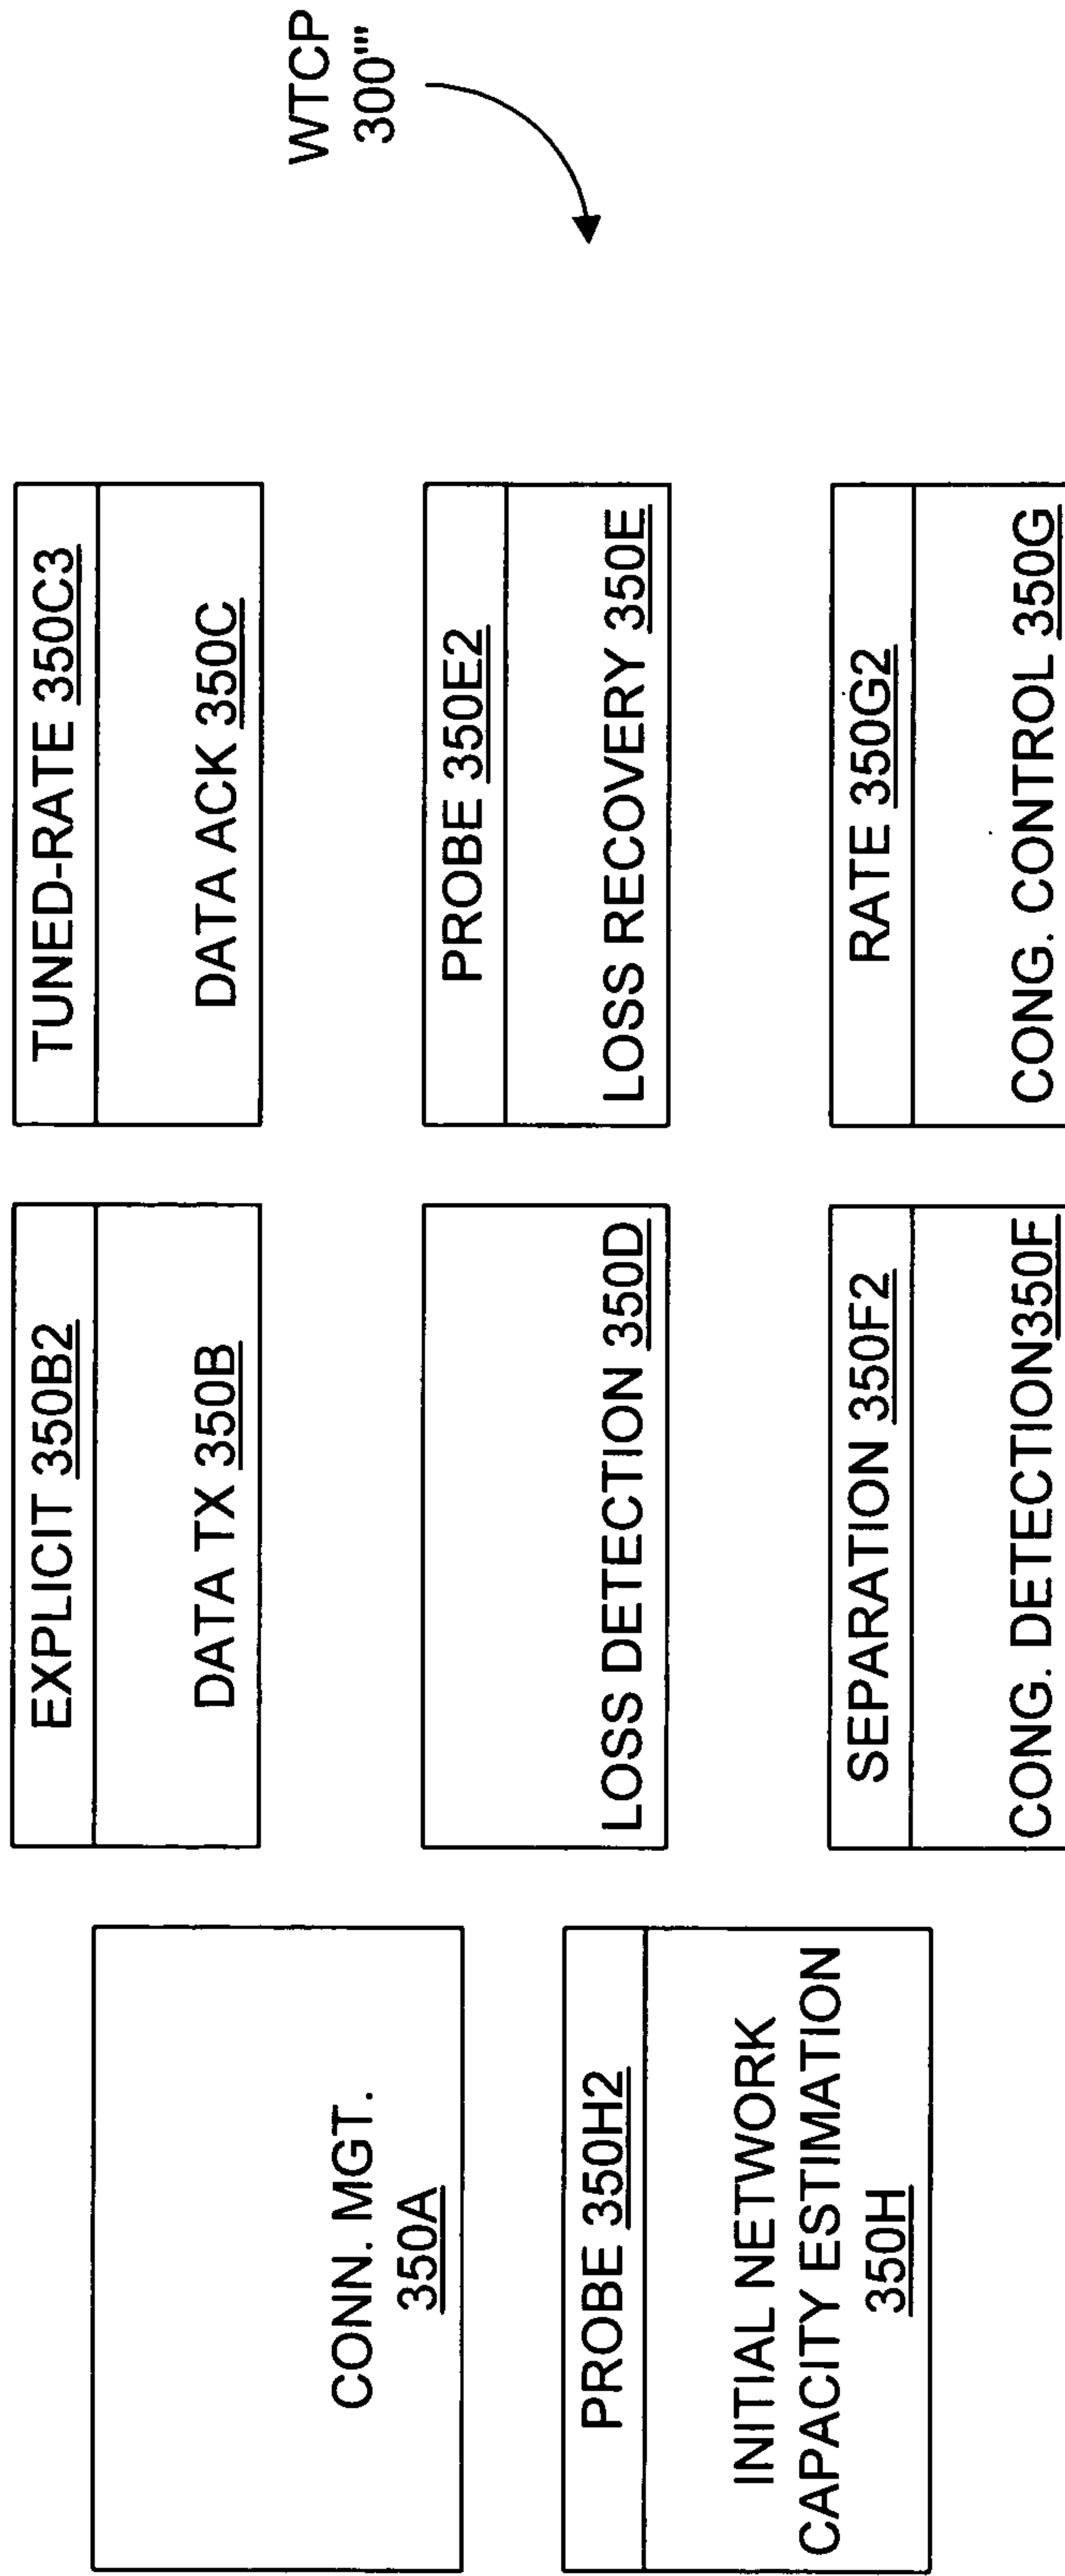 WTCP
300'''
CONN. MGT.
350A
PROBE 350H2
INITIAL NETWORK
CAPACITY ESTIMATION
350H
EXPLICIT 350B2
DATA TX 350B
TUNED-RATE 350C3
DATA ACK 350C
LOSS DETECTION 350D
PROBE 350E2
LOSS RECOVERY 350E
SEPARATION 350F2
CONG. DETECTION350F
RATE 350G2
CONG. CONTROL 350G